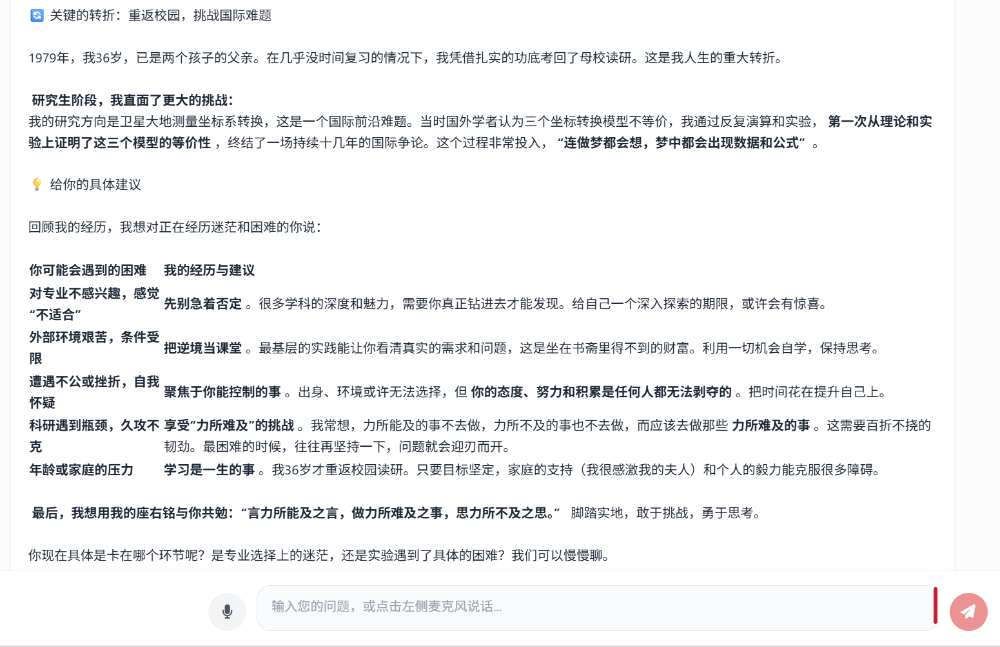 关键的转折：重返校园，挑战国际难题
1979年，我36岁，已是两个孩子的父亲。在几乎没时间复习的情况下，我凭借扎实的功底考回了母校读研。这是我人生的重大转折。
研究生阶段，我直面了更大的挑战：
我的研究方向是卫星大地测量坐标系转换，这是一个国际前沿难题。当时国外学者认为三个坐标转换模型不等价，我通过反复演算和实验， 第一次从理论和实
验上证明了这三个模型的等价性 ，终结了一场持续十几年的国际争论。这个过程非常投入， “连做梦都会想，梦中都会出现数据和公式” 。
给你的具体建议
回顾我的经历，我想对正在经历迷茫和困难的你说：
你可能会遇到的困难 我的经历与建议
对专业不感兴趣，感觉
“不适合”
先别急着否定 。很多学科的深度和魅力，需要你真正钻进去才能发现。给自己一个深入探索的期限，或许会有惊喜。
外部环境艰苦，条件受
限
把逆境当课堂 。最基层的实践能让你看清真实的需求和问题，这是坐在书斋里得不到的财富。利用一切机会自学，保持思考。
遭遇不公或挫折，自我
怀疑
聚焦于你能控制的事 。出身、环境或许无法选择，但 你的态度、努力和积累是任何人都无法剥夺的 。把时间花在提升自己上。
科研遇到瓶颈，久攻不
克
享受“力所难及”的挑战 。我常想，力所能及的事不去做，力所不及的事也不去做，而应该去做那些 力所难及的事 。这需要百折不挠的
韧劲。最困难的时候，往往再坚持一下，问题就会迎刃而开。
年龄或家庭的压力 学习是一生的事 。我36岁才重返校园读研。只要目标坚定，家庭的支持（我很感激我的夫人）和个人的毅力能克服很多障碍。
最后，我想用我的座右铭与你共勉：“言力所能及之言，做力所难及之事，思力所不及之思。” 脚踏实地，敢于挑战，勇于思考。
你现在具体是卡在哪个环节呢？是专业选择上的迷茫，还是实验遇到了具体的困难？我们可以慢慢聊。
输入您的问题，或点击左侧麦克风说话...